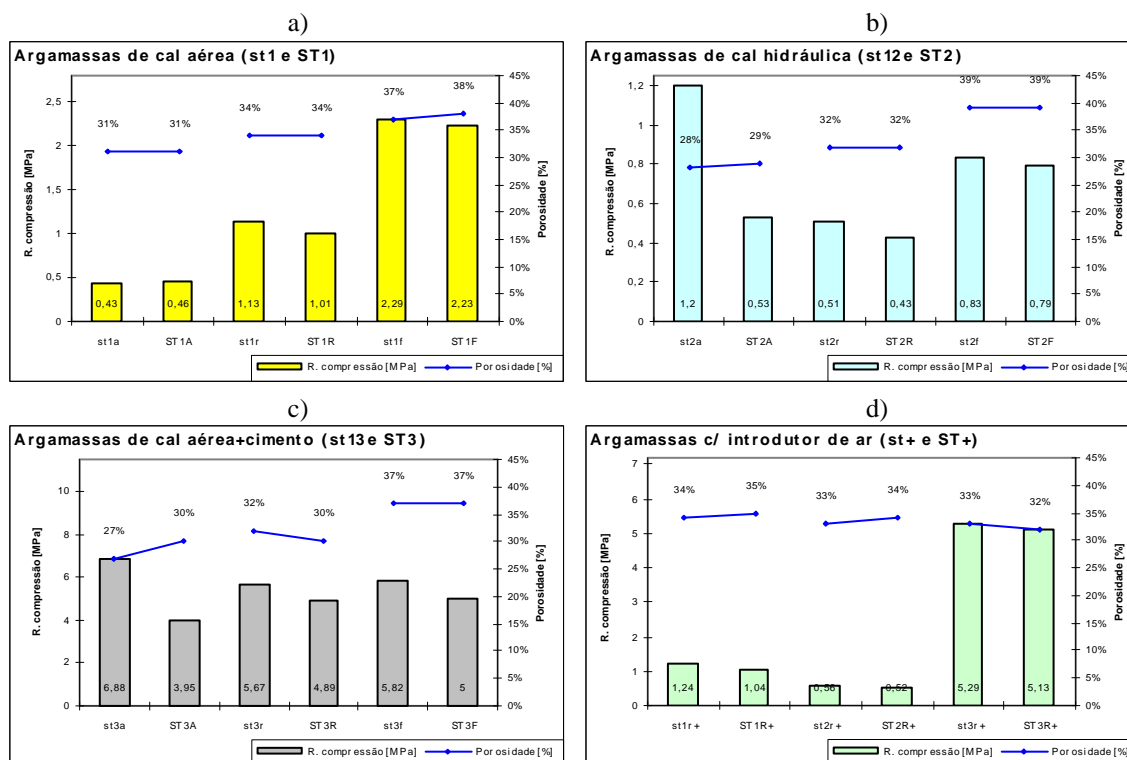 a)
Argamassas de cal aérea (st1 e ST1)
R. compressão [MPa]
2,5
2
1,5
1
0,5
0
31% 31% 34% 34% 37% 38%
0,43 0,46 1,13 1,01 2,29 2,23
st1a ST1A st1r ST1R st1f ST1F
45%
40%
35%
30%
25%
20%
15%
10%
5%
0%
Porosidade [%]
R. compressão [MPa] Porosidade [%]
b)
Argamassas de cal hidráulica (st12 e ST2)
R. compressão [MPa]
1,2
1
0,8
0,6
0,4
0,2
0
28% 29% 32% 32% 39% 39%
1,2 0,53 0,51 0,43 0,83 0,79
st2a ST2A st2r ST2R st2f ST2F
45%
40%
35%
30%
25%
20%
15%
10%
5%
0%
Porosidade [%]
R. compressão [MPa] Porosidade [%]
c)
Argamassas de cal aérea+cimento (st13 e ST3)
R. compressão [MPa]
10
8
6
4
2
0
27% 30% 32% 30% 37% 37%
6,88 3,95 5,67 4,89 5,82 5
st3a ST3A st3r ST3R st3f ST3F
45%
40%
35%
30%
25%
20%
15%
10%
5%
0%
Porosidade [%]
R. compressão [MPa] Porosidade [%]
d)
Argamassas c/ introdutor de ar (st+ e ST+)
R. compressão [MPa]
7
6
5
4
3
2
1
0
34% 35% 33% 34% 33% 32%
1,24 1,04 0,56 0,52 5,29 5,13
st1r+ ST1R+ st2r+ ST2R+ st3r+ ST3R+
45%
40%
35%
30%
25%
20%
15%
10%
5%
0%
Porosidade [%]
R. compressão [MPa] Porosidade [%]